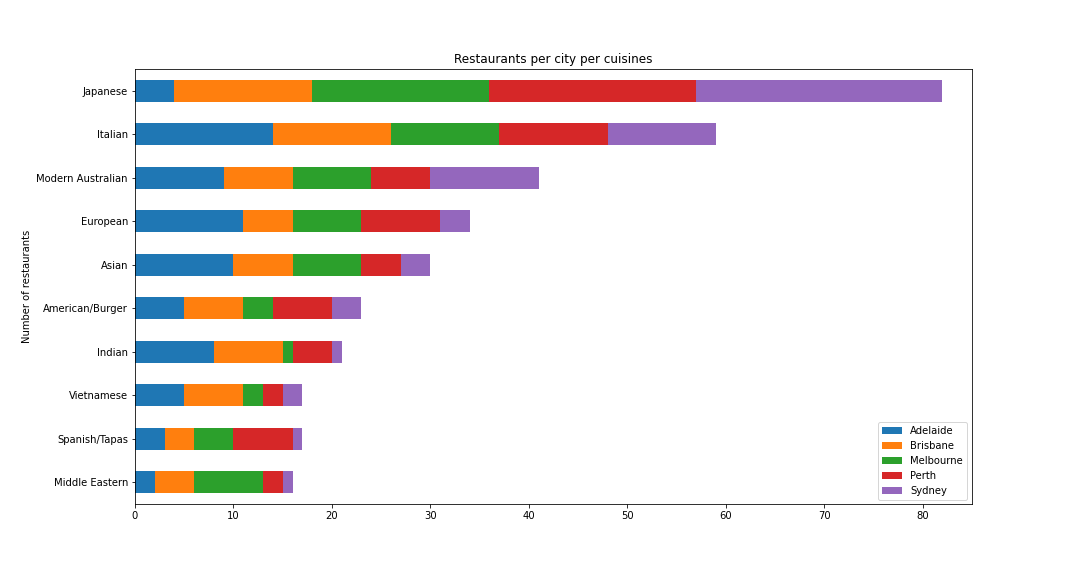 Restaurants per city per cuisines
Number of restaurants
Japanese
Italian
Modern Australian
European
Asian
American/Burger
Indian
Vietnamese
Spanish/Tapas
Middle Eastern
0 10 20 30 40 50 60 70 80
Adelaide
Brisbane
Melbourne
Perth
Sydney